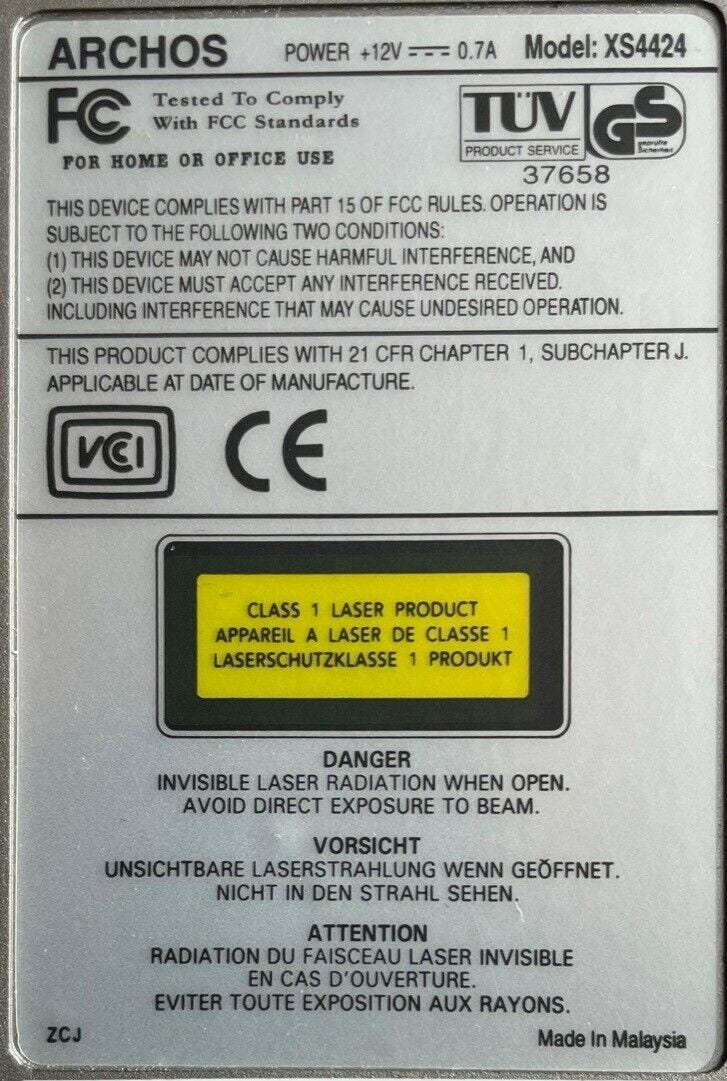 ARCHOS POWER +12V 0.7A Model: XS4424
FC Tested To Comply
With FCC Standards
FOR HOME OR OFFICE USE
TÜV GS
PRODUCT SERVICE geprüfte Sicherheit
37658
THIS DEVICE COMPLIES WITH PART 15 OF FCC RULES. OPERATION IS
SUBJECT TO THE FOLLOWING TWO CONDITIONS:
(1) THIS DEVICE MAY NOT CAUSE HARMFUL INTERFERENCE, AND
(2) THIS DEVICE MUST ACCEPT ANY INTERFERENCE RECEIVED.
INCLUDING INTERFERENCE THAT MAY CAUSE UNDESIRED OPERATION.
THIS PRODUCT COMPLIES WITH 21 CFR CHAPTER 1, SUBCHAPTER J.
APPLICABLE AT DATE OF MANUFACTURE.
VCCI CE
CLASS 1 LASER PRODUCT
APPAREIL A LASER DE CLASSE 1
LASERSCHUTZKLASSE 1 PRODUKT
DANGER
INVISIBLE LASER RADIATION WHEN OPEN.
AVOID DIRECT EXPOSURE TO BEAM.
VORSICHT
UNSICHTBARE LASERSTRAHLUNG WENN GEÖFFNET.
NICHT IN DEN STRAHL SEHEN.
ATTENTION
RADIATION DU FAISCEAU LASER INVISIBLE
EN CAS D'OUVERTURE.
EVITER TOUTE EXPOSITION AUX RAYONS.
ZCJ Made In Malaysia